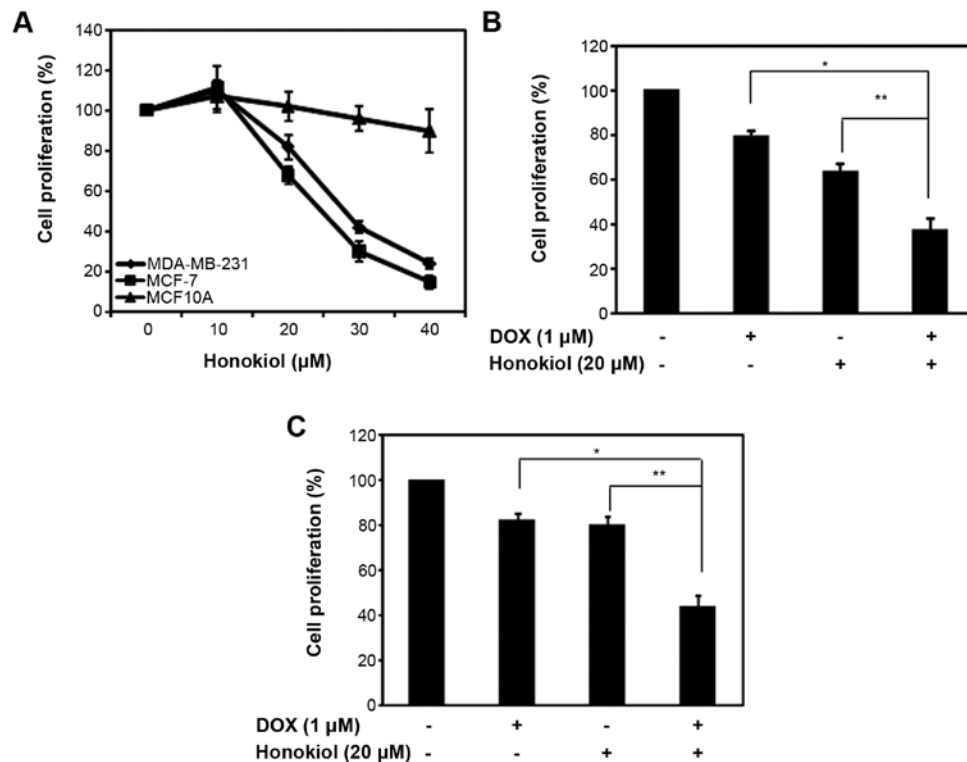 A
Cell proliferation (%)
140
120
100
80
60
40
20
0
MDA-MB-231
MCF-7
MCF10A
0 10 20 30 40
Honokiol (µM)
B
Cell proliferation (%)
120
100
80
60
40
20
0
*
**
DOX (1 µM) - + - +
Honokiol (20 µM) - - + +
C
Cell proliferation (%)
120
100
80
60
40
20
0
*
**
DOX (1 µM) - + - +
Honokiol (20 µM) - - + +